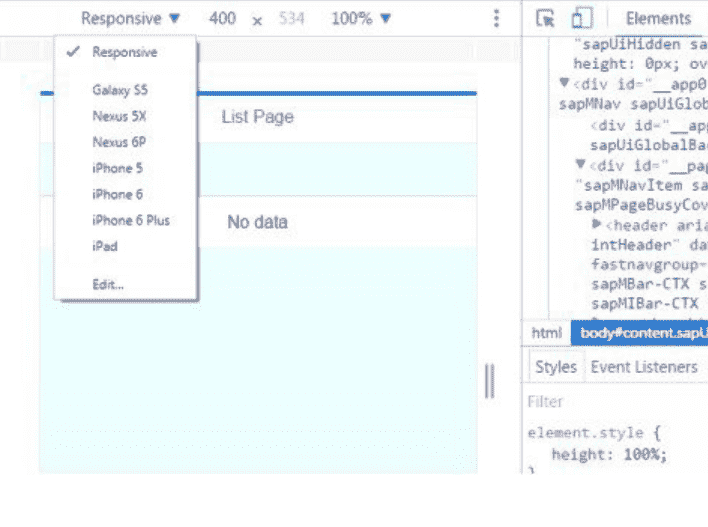 Responsive ▼ 400 x 534 100% ▼
Elements
✓ Responsive
Galaxy S5
Nexus 5X
Nexus 6P
iPhone 5
iPhone 6
iPhone 6 Plus
iPad
Edit...
List Page
No data
"sapUiHidden sa
height: 0px; ov
▼<div id="__app0
sapMNav sapUiGlob
<div id="__app
sapUiGlobalBa
▼<div id="__pag
"sapMNavItem sa
sapMPageBusyCov
▶<header aria
intHeader" da
fastnavgroup=
sapMBar-CTX s
sapMIBar-CTX
html body#content.sapU
Styles Event Listeners
Filter
element.style {
height: 100%;
}